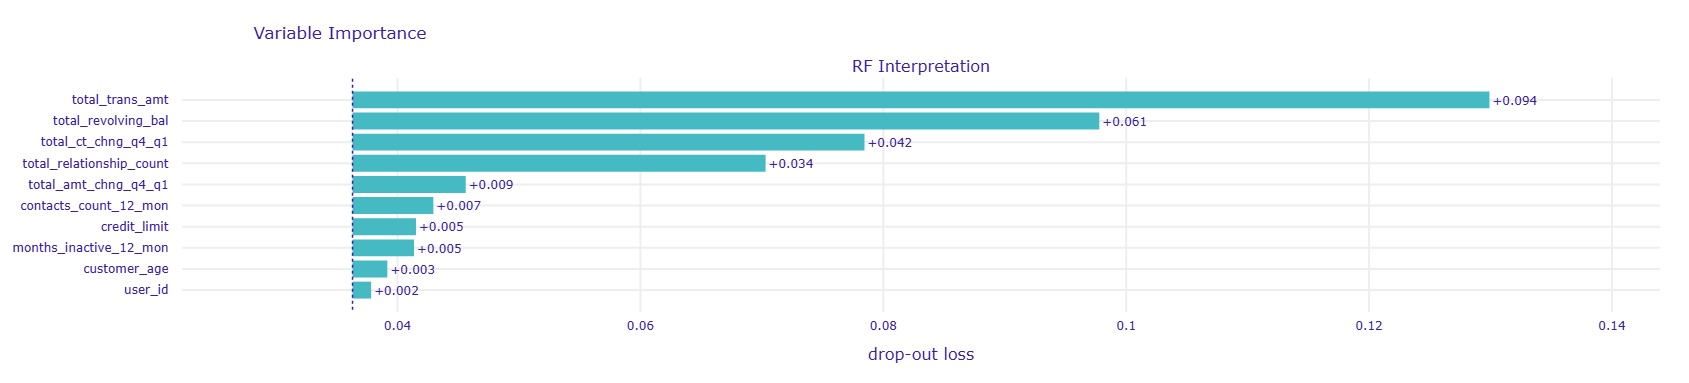 Variable Importance
RF Interpretation
total_trans_amt +0.094
total_revolving_bal +0.061
total_ct_chng_q4_q1 +0.042
total_relationship_count +0.034
total_amt_chng_q4_q1 +0.009
contacts_count_12_mon +0.007
credit_limit +0.005
months_inactive_12_mon +0.005
customer_age +0.003
user_id +0.002
0.04 0.06 0.08 0.1 0.12 0.14
drop-out loss